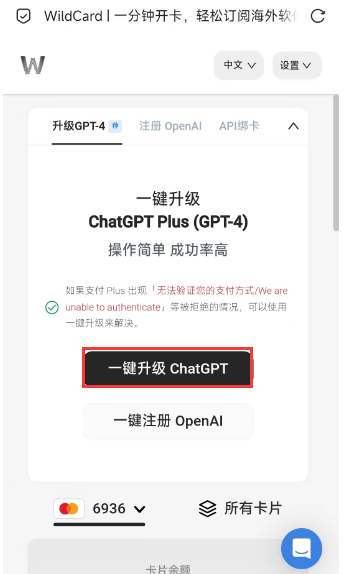 WildCard | 一分钟开卡，轻松订阅海外软
W
中文
设置
升级GPT-4 荐
注册 OpenAI
API绑卡
一键升级
ChatGPT Plus (GPT-4)
操作简单 成功率高
如果支付 Plus 出现「无法验证您的支付方式/We are
unable to authenticate」等被拒绝的情况，可以使用
一键升级来解决。
一键升级 ChatGPT
一键注册 OpenAI
6936
所有卡片
卡片余额